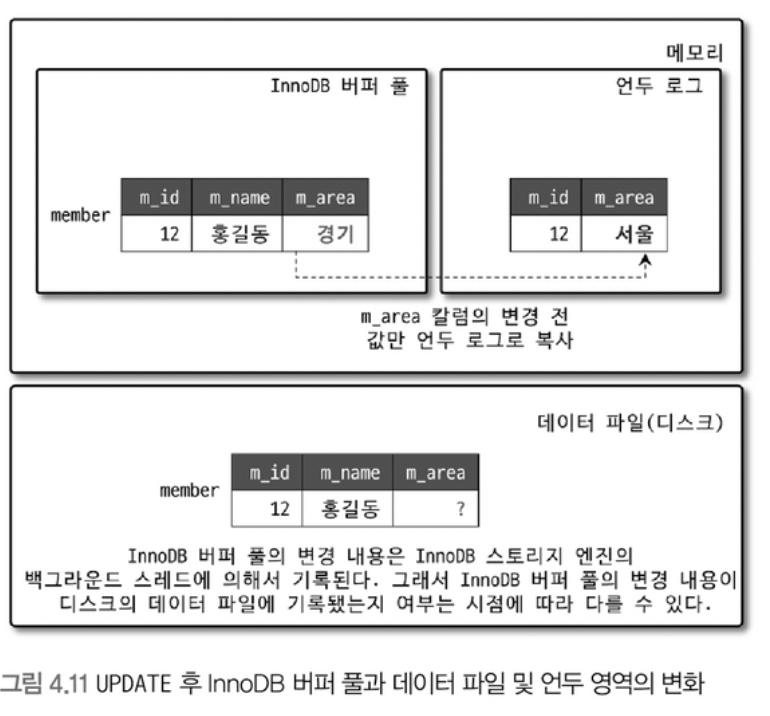 메모리
InnoDB 버퍼 풀
언두 로그
m_id m_name m_area
member
12 홍길동 경기
m_id m_area
12 서울
m_area 칼럼의 변경 전
값만 언두 로그로 복사
데이터 파일(디스크)
m_id m_name m_area
member
12 홍길동 ?
InnoDB 버퍼 풀의 변경 내용은 InnoDB 스토리지 엔진의
백그라운드 스레드에 의해서 기록된다. 그래서 InnoDB 버퍼 풀의 변경 내용이
디스크의 데이터 파일에 기록됐는지 여부는 시점에 따라 다를 수 있다.
그림 4.11 UPDATE 후 InnoDB 버퍼 풀과 데이터 파일 및 언두 영역의 변화